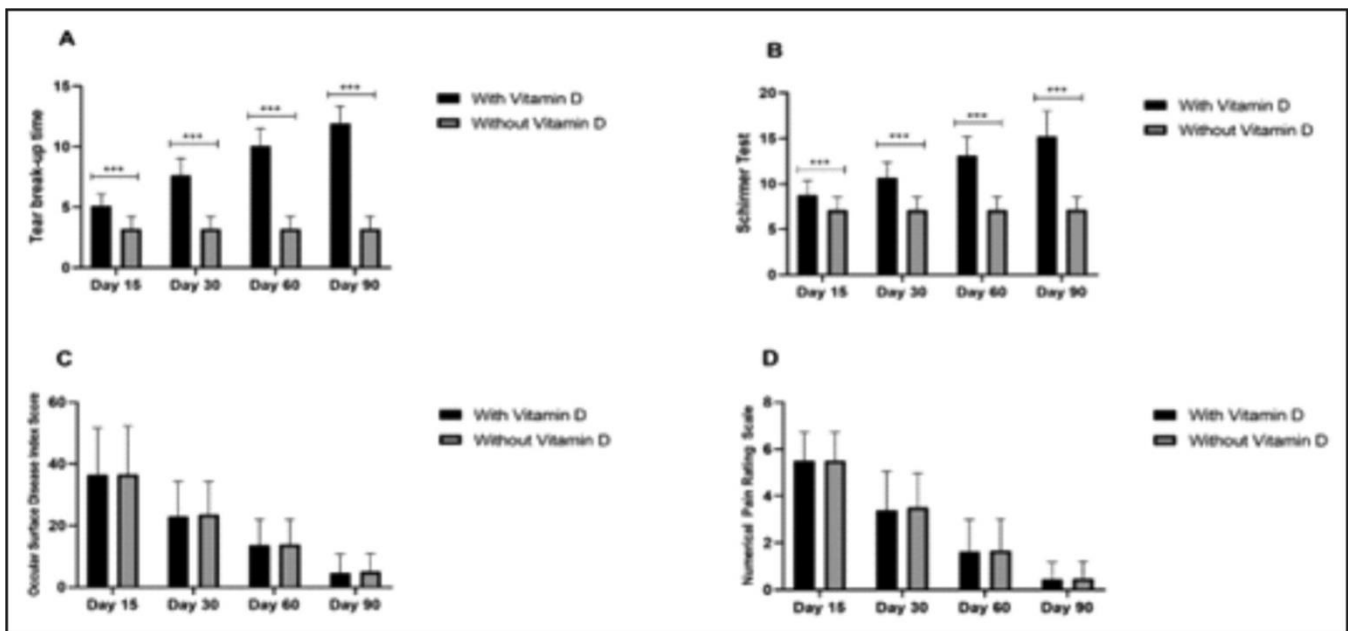 A
Tear break-up time
15
10
5
0
***
***
***
***
Day 15 Day 30 Day 60 Day 90
With Vitamin D
Without Vitamin D
B
Schirmer Test
20
15
10
5
0
***
***
***
***
Day 15 Day 30 Day 60 Day 90
With Vitamin D
Without Vitamin D
C
Occular Surface Disease Index Score
60
40
20
0
Day 15 Day 30 Day 60 Day 90
With Vitamin D
Without Vitamin D
D
Numerical Pain Rating Scale
8
6
4
2
0
Day 15 Day 30 Day 60 Day 90
With Vitamin D
Without Vitamin D